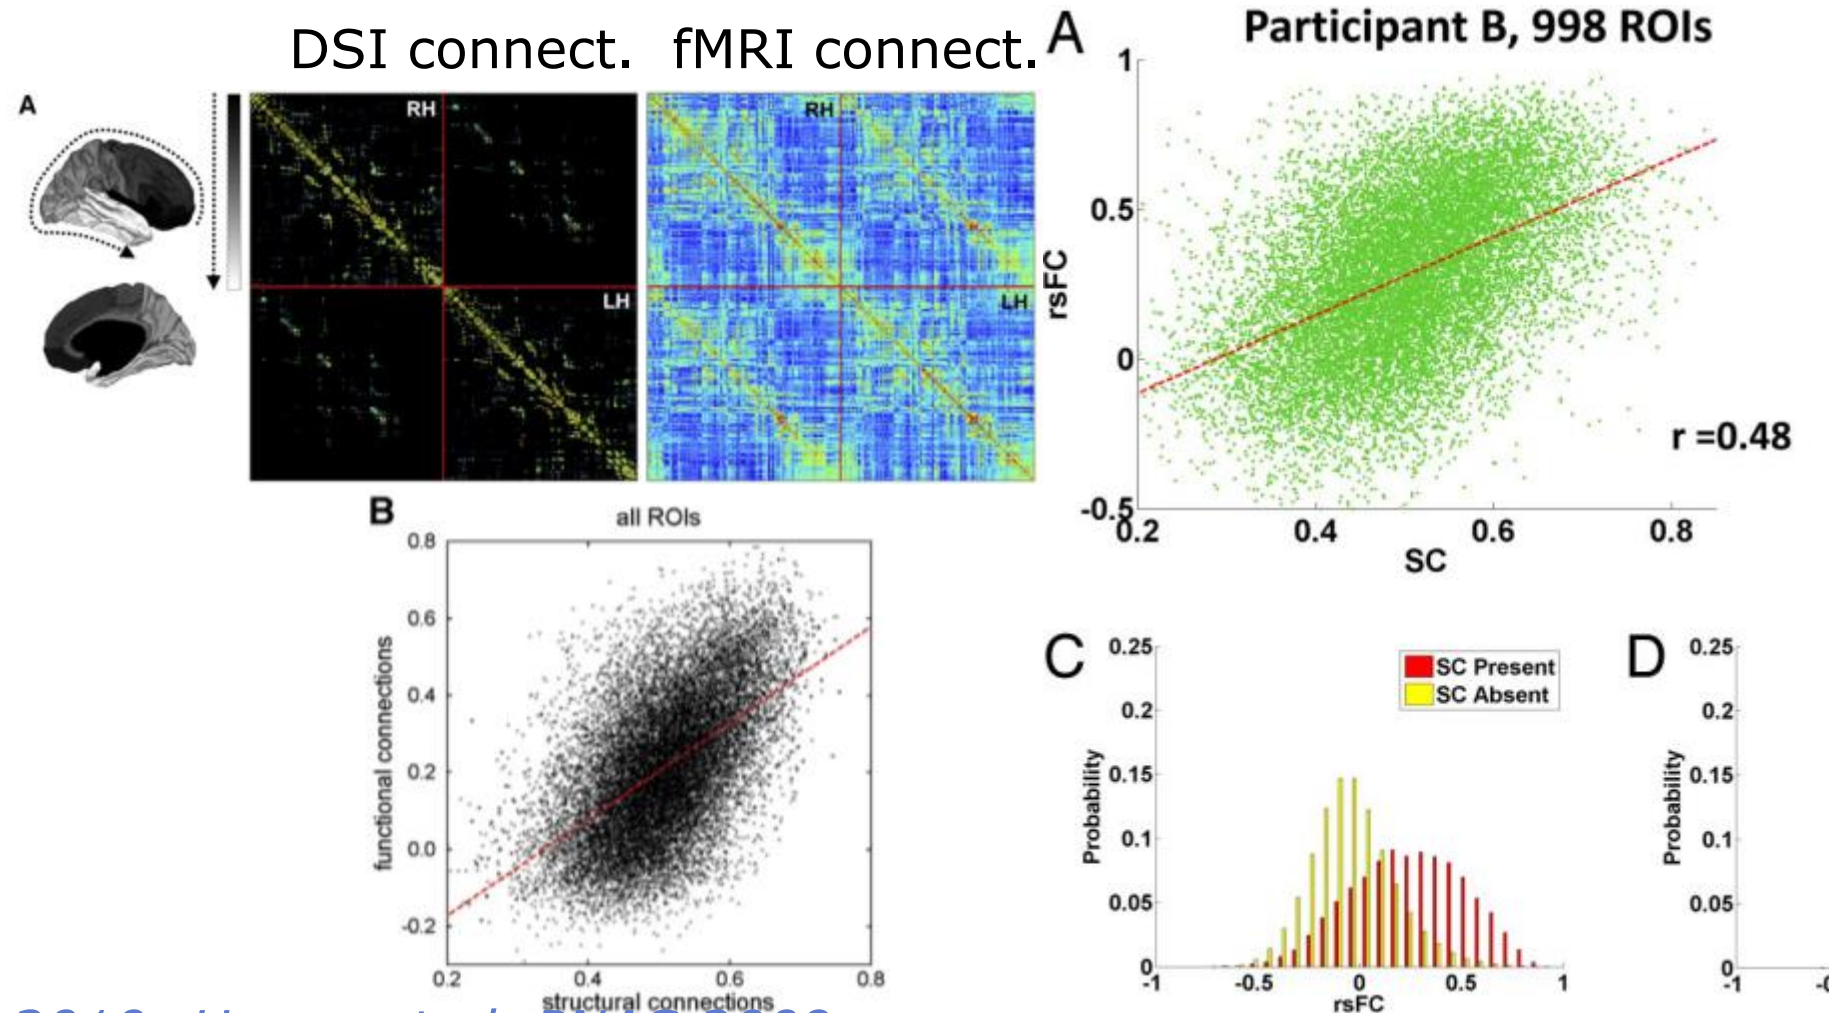 DSI connect. fMRI connect.
A
RH
LH
RH
LH
A
Participant B, 998 ROIs
1
0.5
0
-0.5
rsFC
0.2 0.4 0.6 0.8
SC
r =0.48
B
all ROIs
0.8
0.6
0.4
0.2
0.0
-0.2
functional connections
0.2 0.4 0.6 0.8
structural connections
C
0.25
0.2
0.15
0.1
0.05
0
Probability
SC Present
SC Absent
-1 -0.5 0 0.5 1
rsFC
D
0.25
0.2
0.15
0.1
0.05
0
Probability
-1